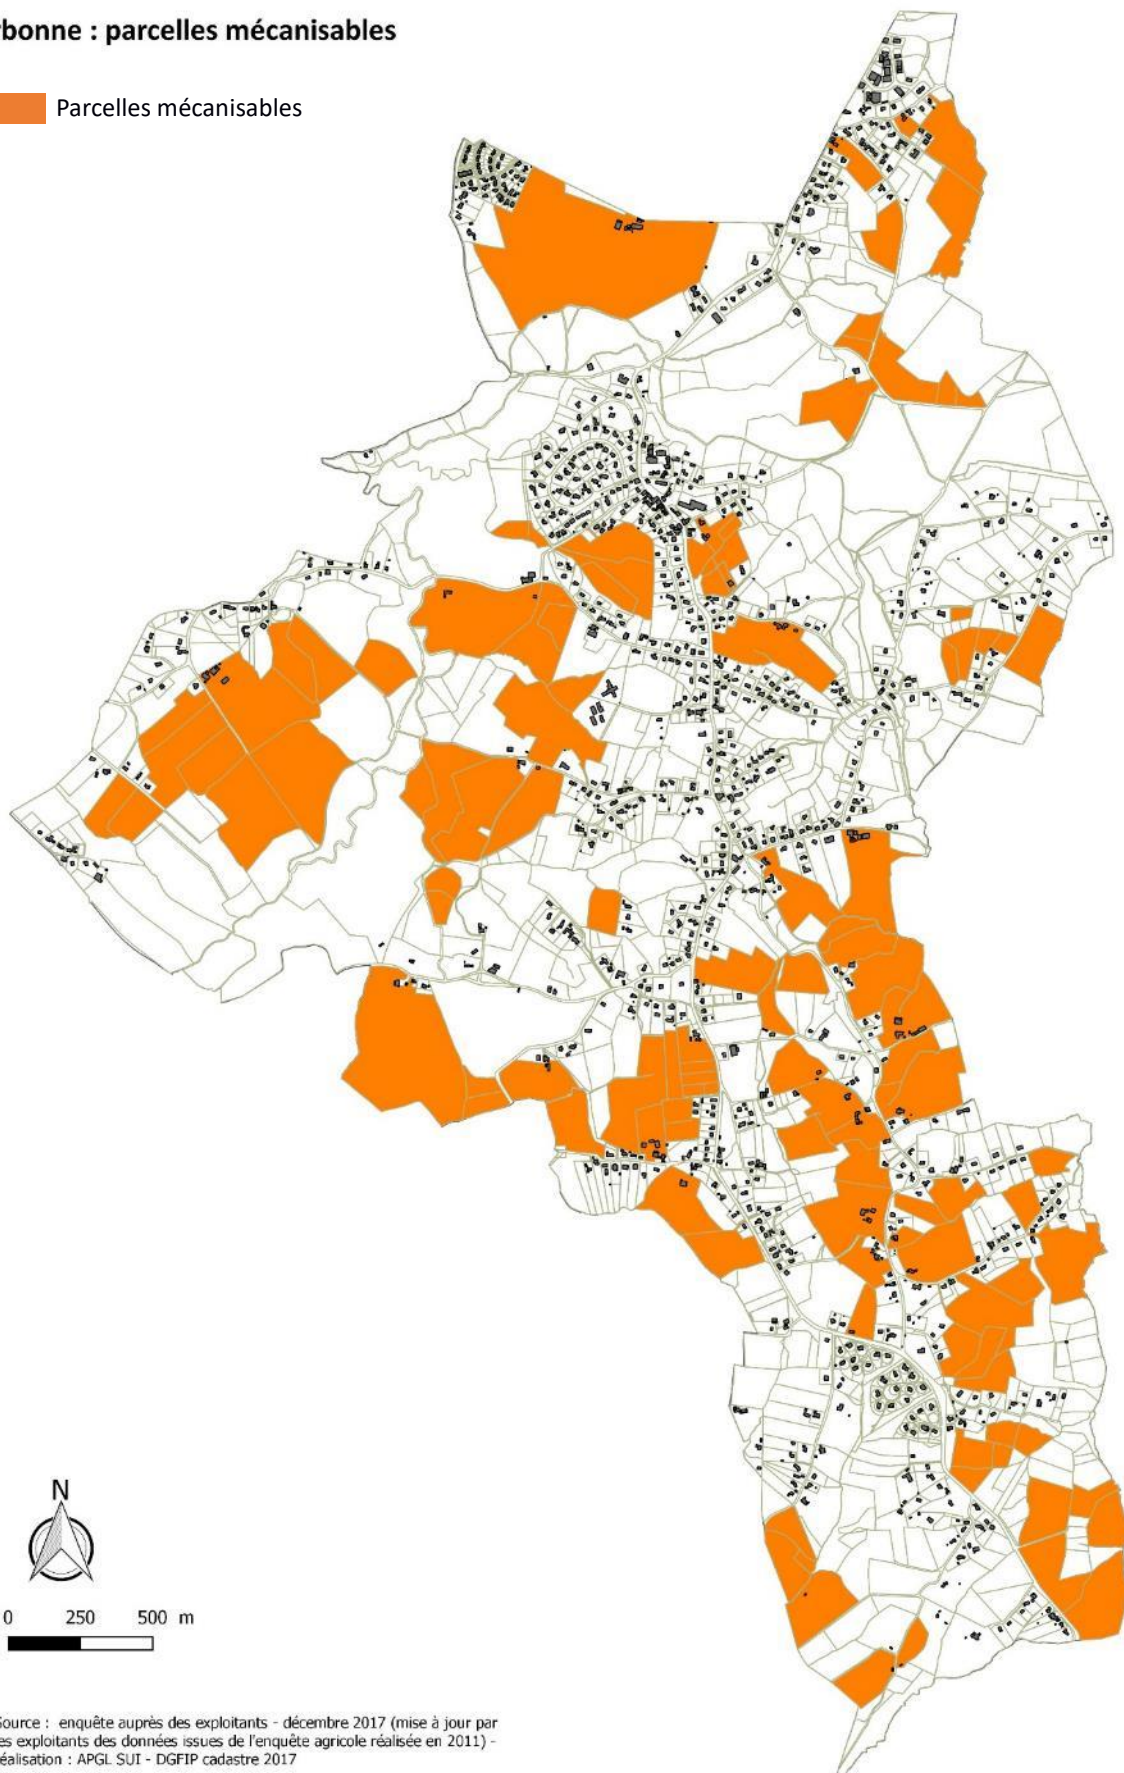 rbonne : parcelles mécanisables
Parcelles mécanisables
N
0 250 500 m
Source : enquête auprès des exploitants - décembre 2017 (mise à jour par
es exploitants des données issues de l'enquête agricole réalisée en 2011) -
éalisation : APGL SUI - DGFIP cadastre 2017